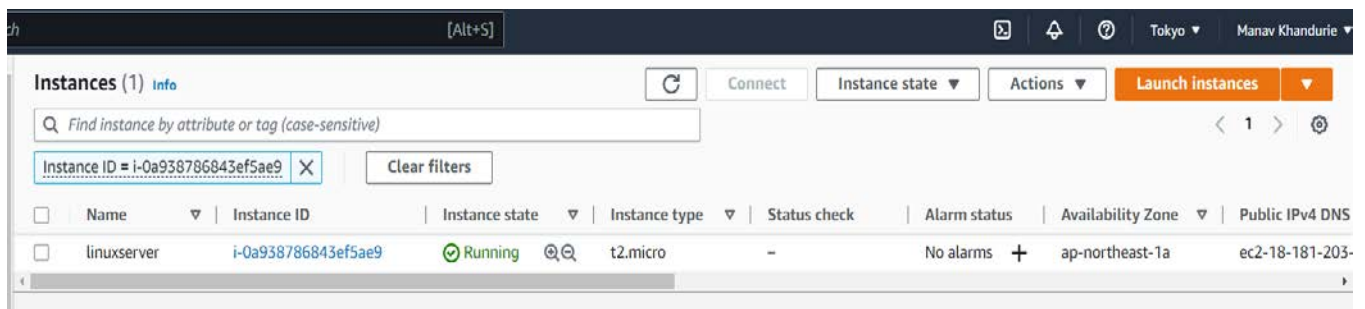 ch [Alt+S] Tokyo Manav Khandurie
Instances (1) Info Connect Instance state Actions Launch instances
Find instance by attribute or tag (case-sensitive) 1
Instance ID = i-0a938786843ef5ae9 Clear filters
Name Instance ID Instance state Instance type Status check Alarm status Availability Zone Public IPv4 DNS
linuxserver i-0a938786843ef5ae9 Running t2.micro – No alarms + ap-northeast-1a ec2-18-181-203-